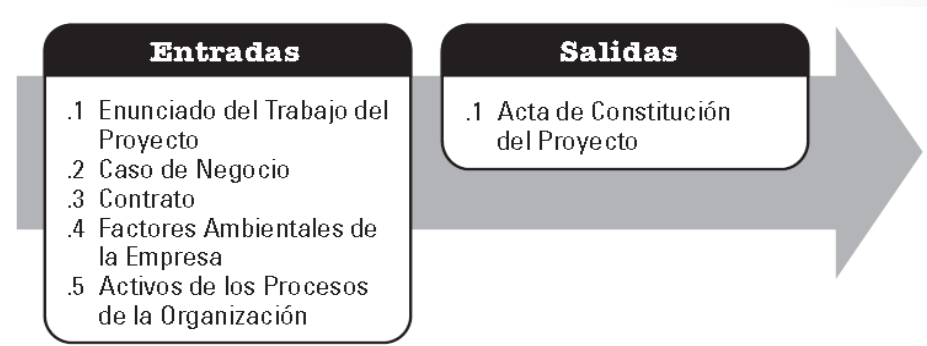 Entradas
.1 Enunciado del Trabajo del
Proyecto
.2 Caso de Negocio
.3 Contrato
.4 Factores Ambientales de
la Empresa
.5 Activos de los Procesos
de la Organización
Salidas
.1 Acta de Constitución
del Proyecto